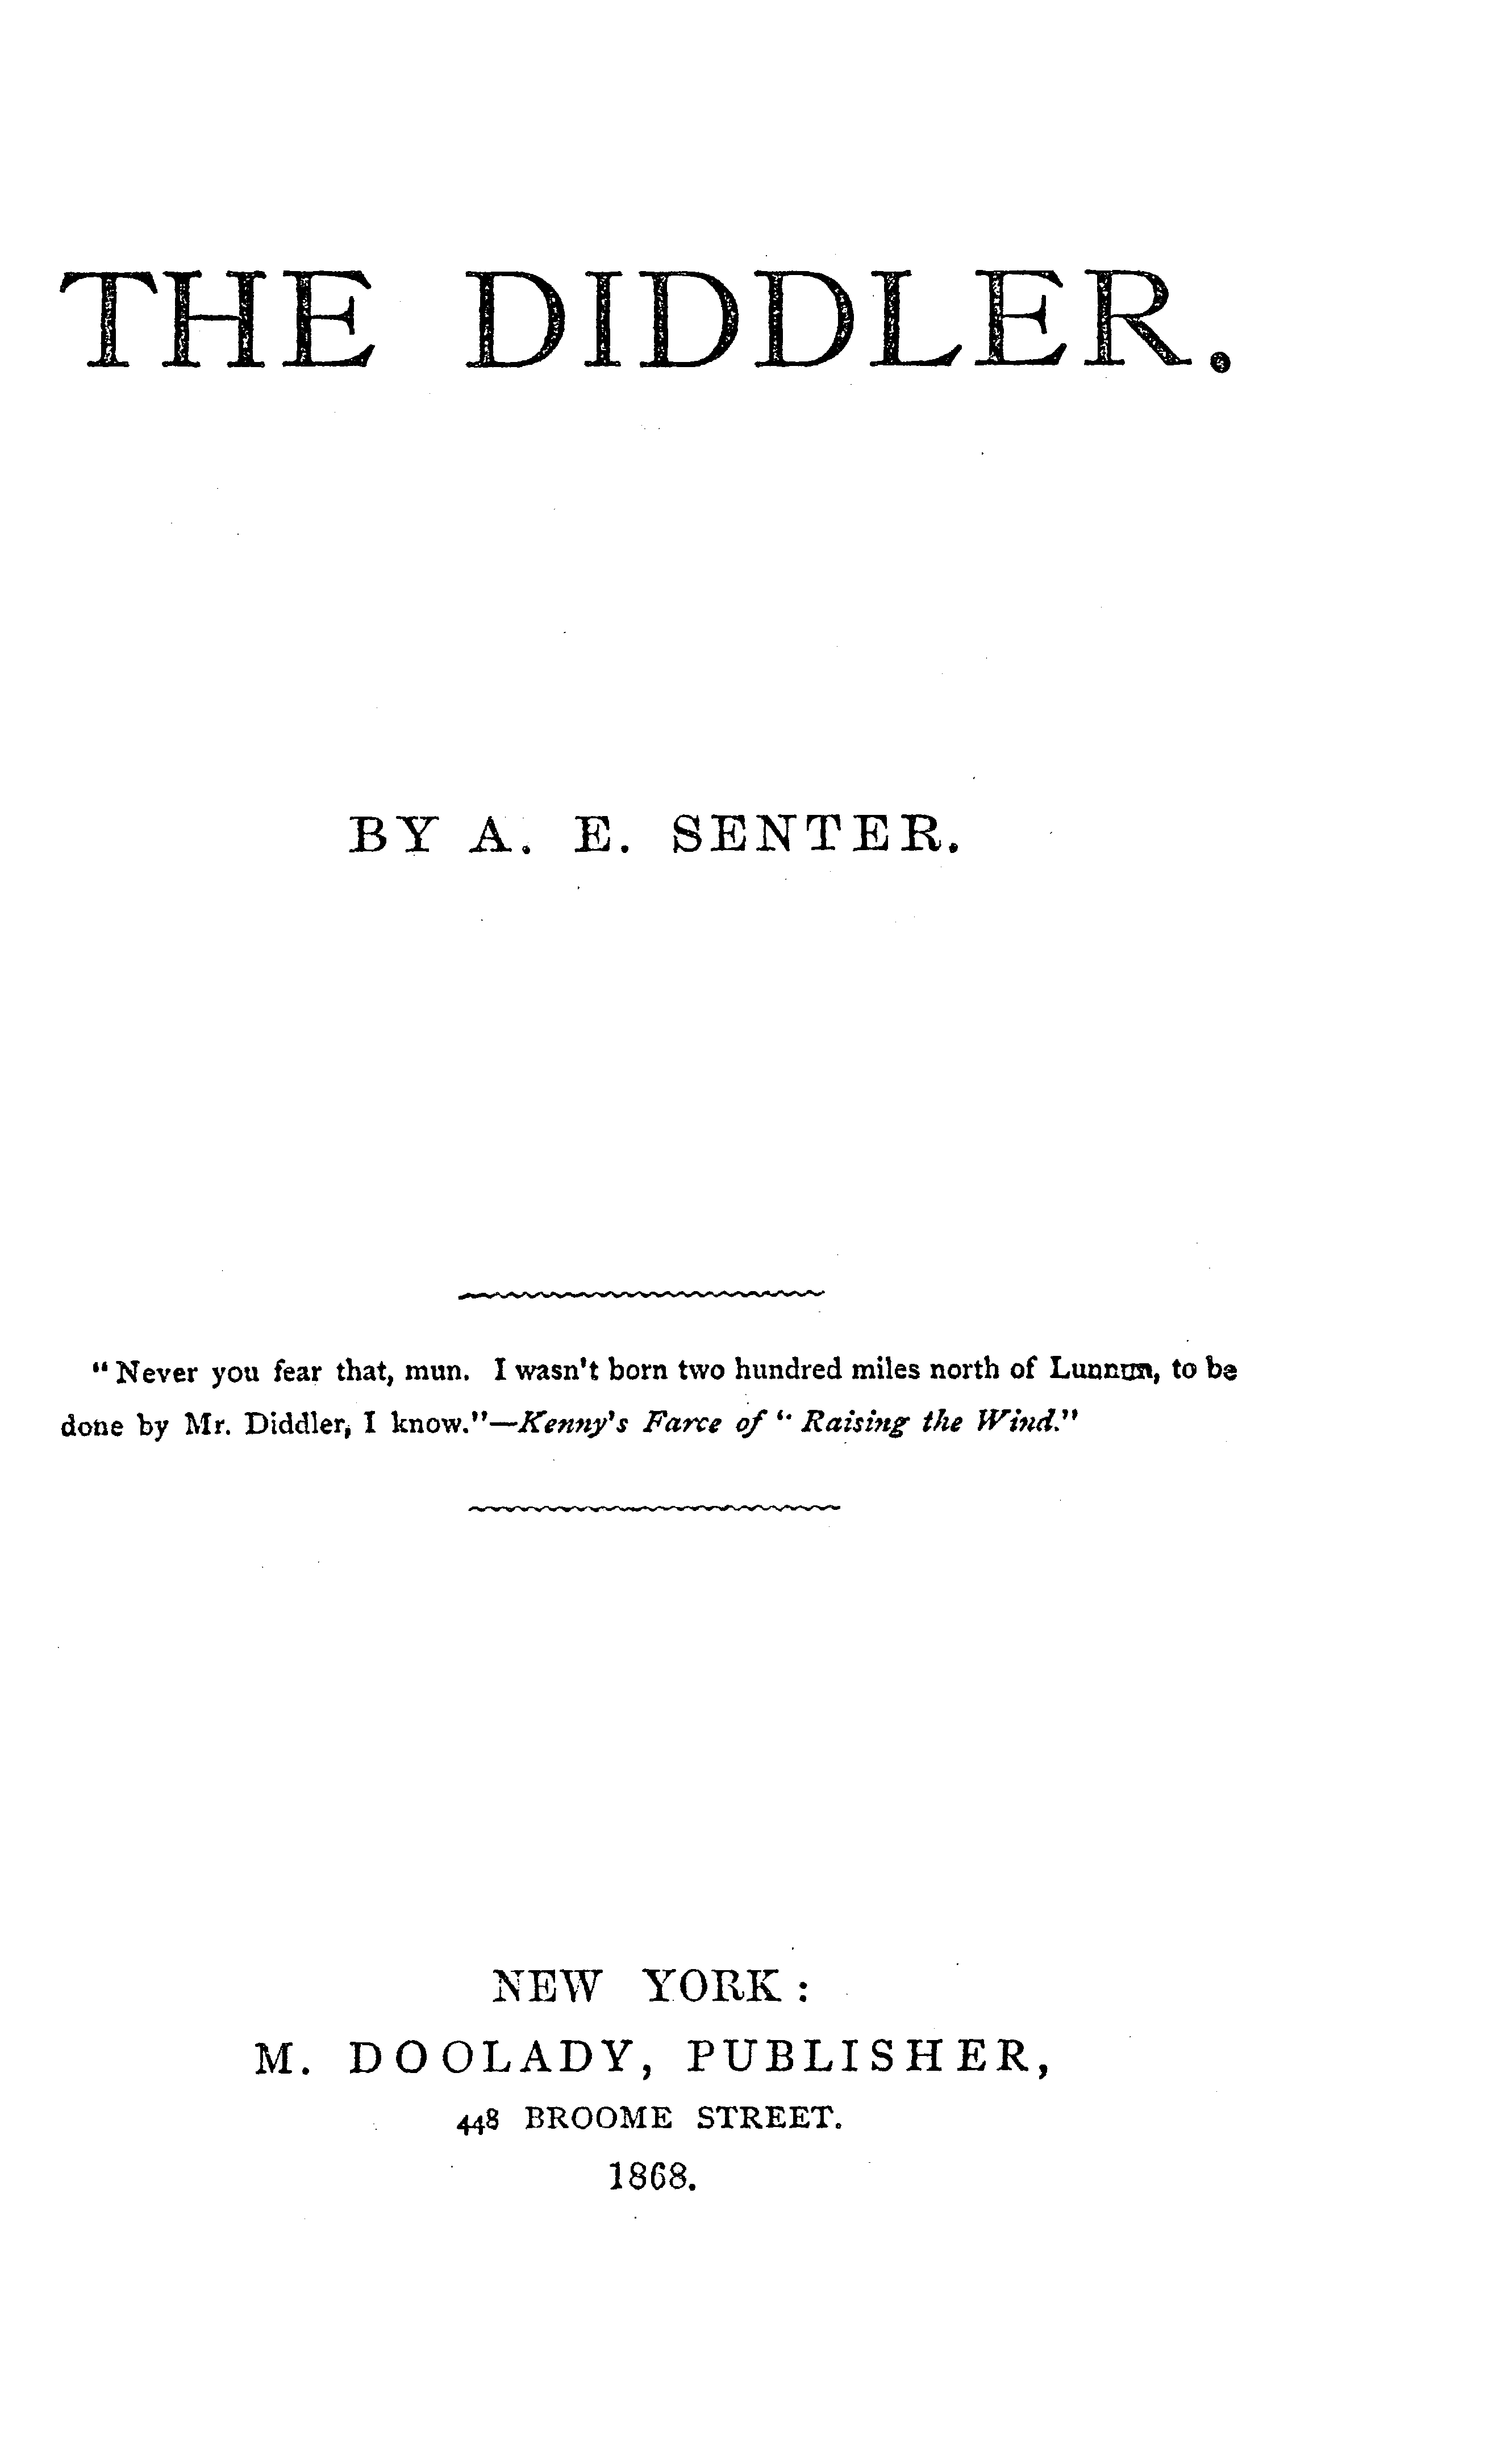 THE DIDDLER.
BY A. E. SENTER.
"Never you fear that, mun. I wasn't born two hundred miles north of Lunnun, to be
done by Mr. Diddler, I know."—Kenny's Farce of "Raising the Wind."
NEW YORK:
M. DOOLADY, PUBLISHER,
448 BROOME STREET.
1868.